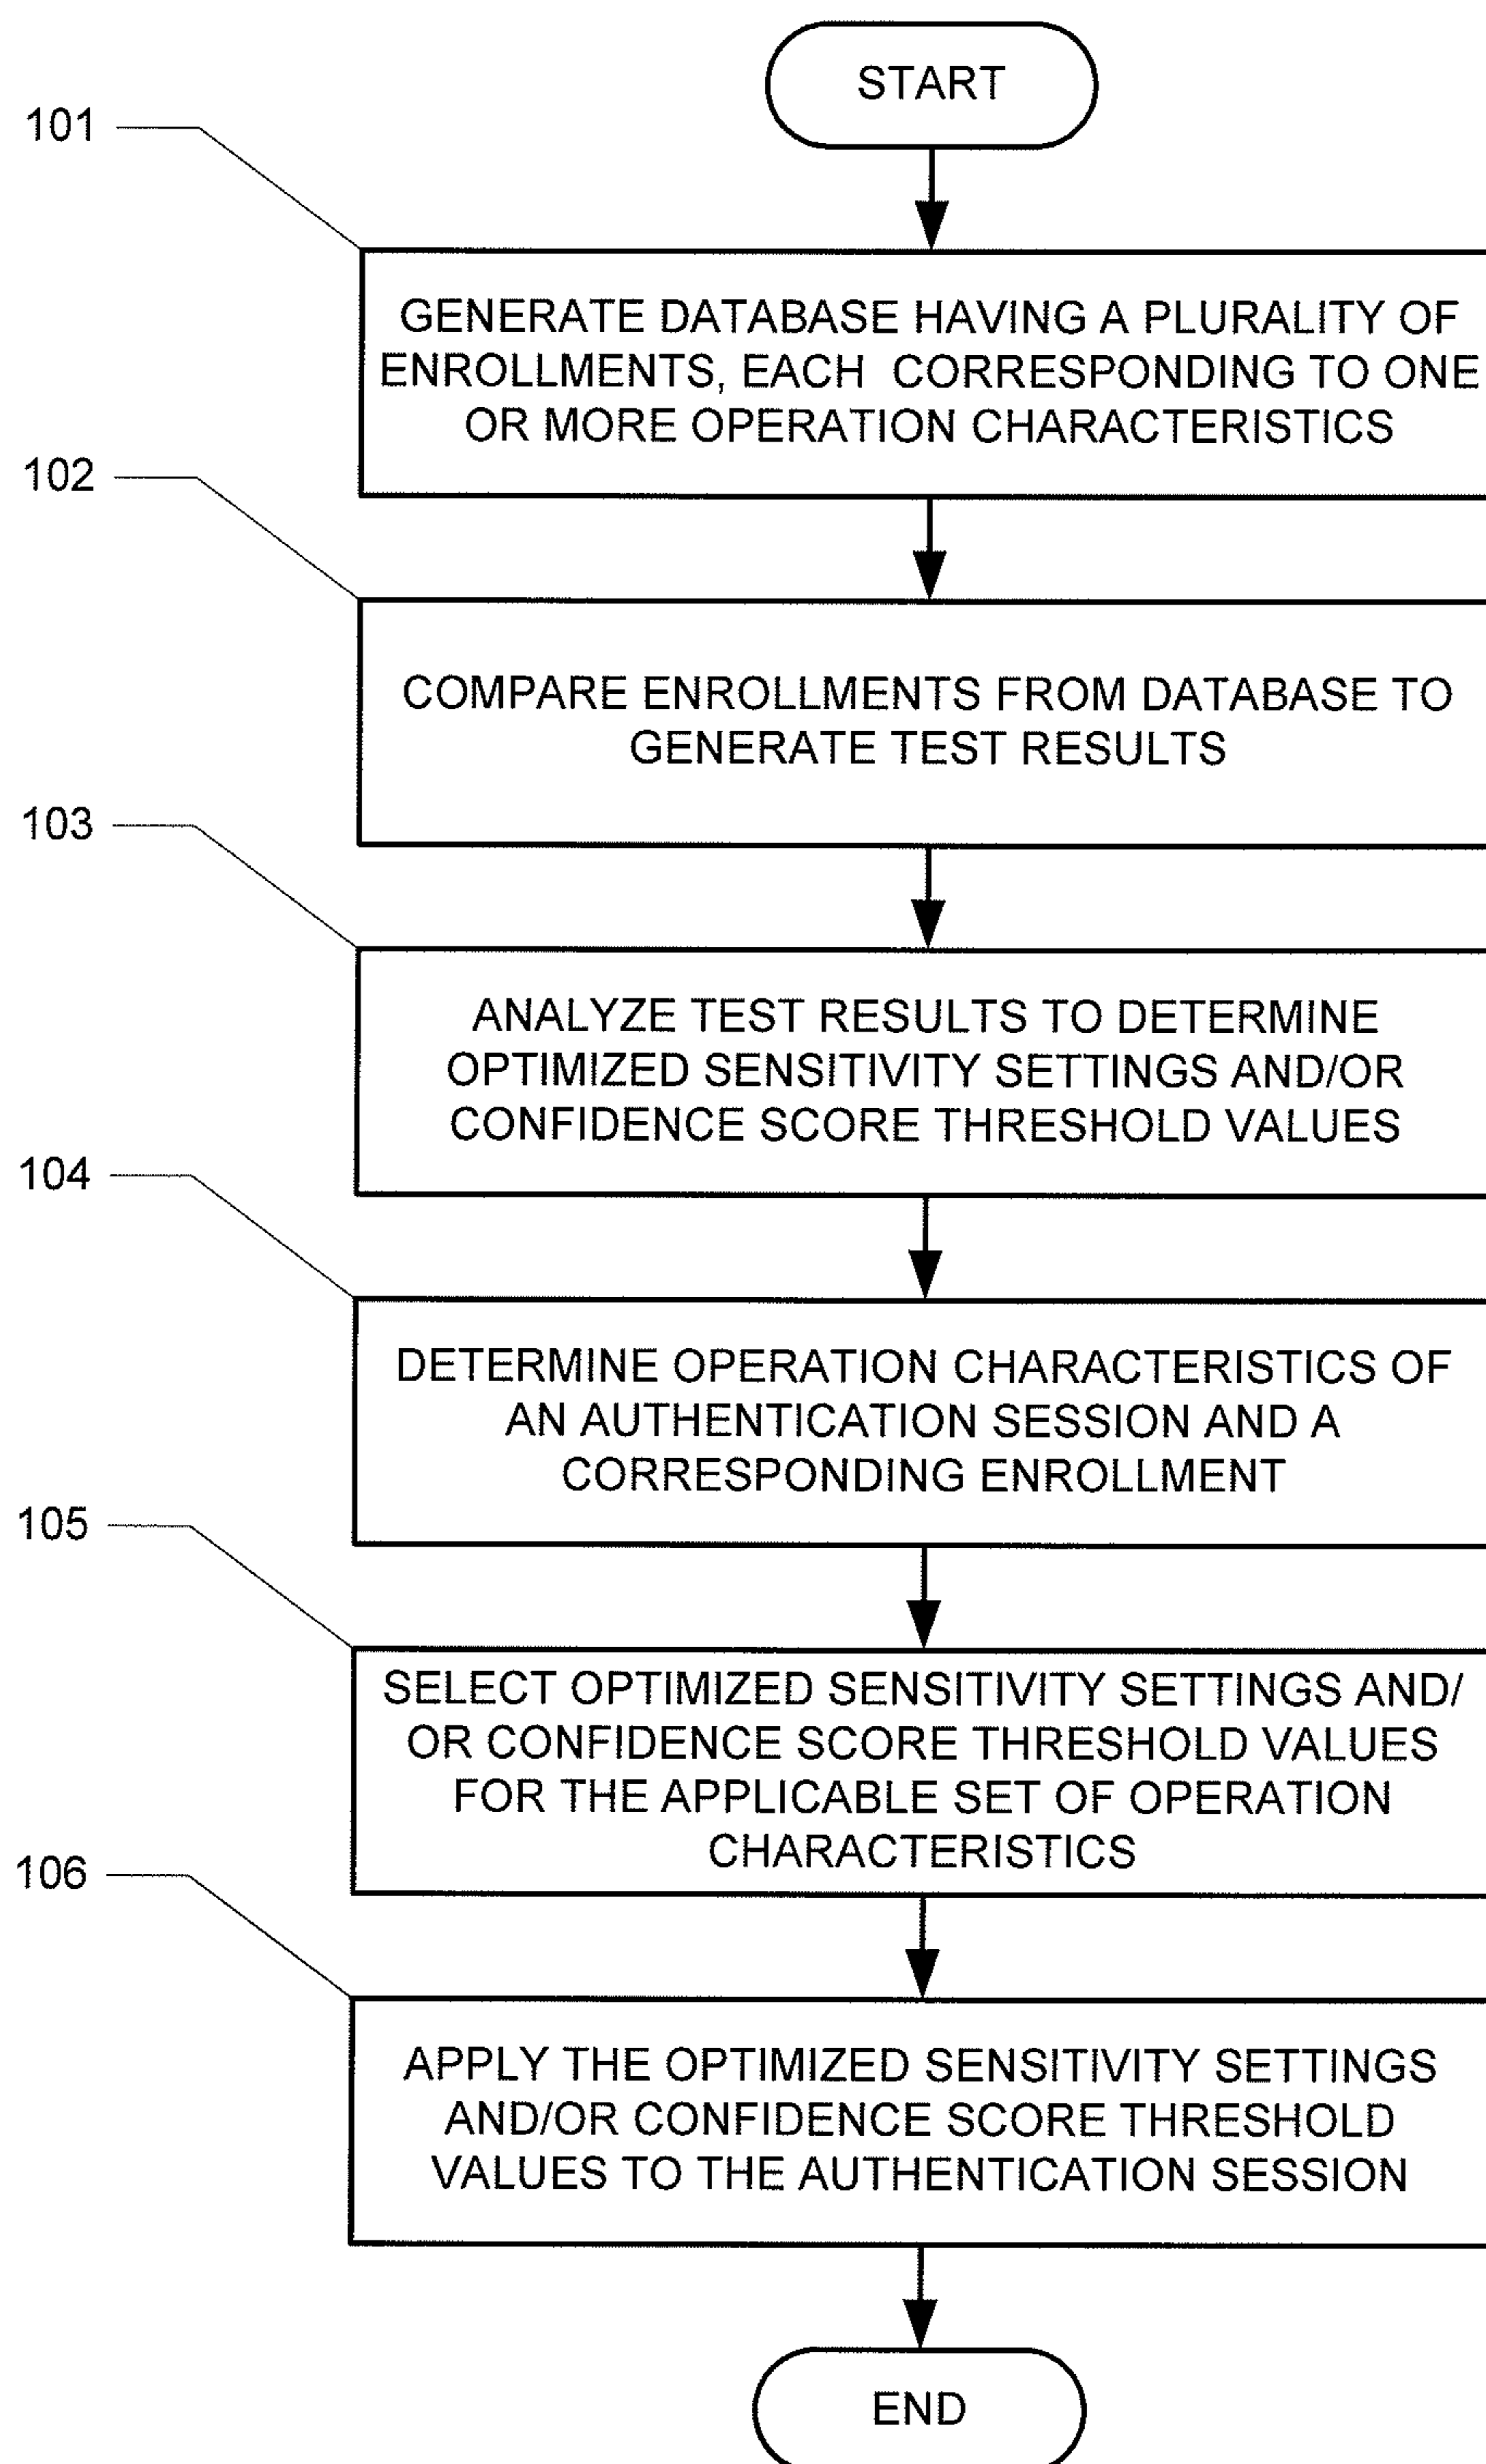 START
101
GENERATE DATABASE HAVING A PLURALITY OF
ENROLLMENTS, EACH CORRESPONDING TO ONE
OR MORE OPERATION CHARACTERISTICS
102
COMPARE ENROLLMENTS FROM DATABASE TO
GENERATE TEST RESULTS
103
ANALYZE TEST RESULTS TO DETERMINE
OPTIMIZED SENSITIVITY SETTINGS AND/OR
CONFIDENCE SCORE THRESHOLD VALUES
104
DETERMINE OPERATION CHARACTERISTICS OF
AN AUTHENTICATION SESSION AND A
CORRESPONDING ENROLLMENT
105
SELECT OPTIMIZED SENSITIVITY SETTINGS AND/
OR CONFIDENCE SCORE THRESHOLD VALUES
FOR THE APPLICABLE SET OF OPERATION
CHARACTERISTICS
106
APPLY THE OPTIMIZED SENSITIVITY SETTINGS
AND/OR CONFIDENCE SCORE THRESHOLD
VALUES TO THE AUTHENTICATION SESSION
END